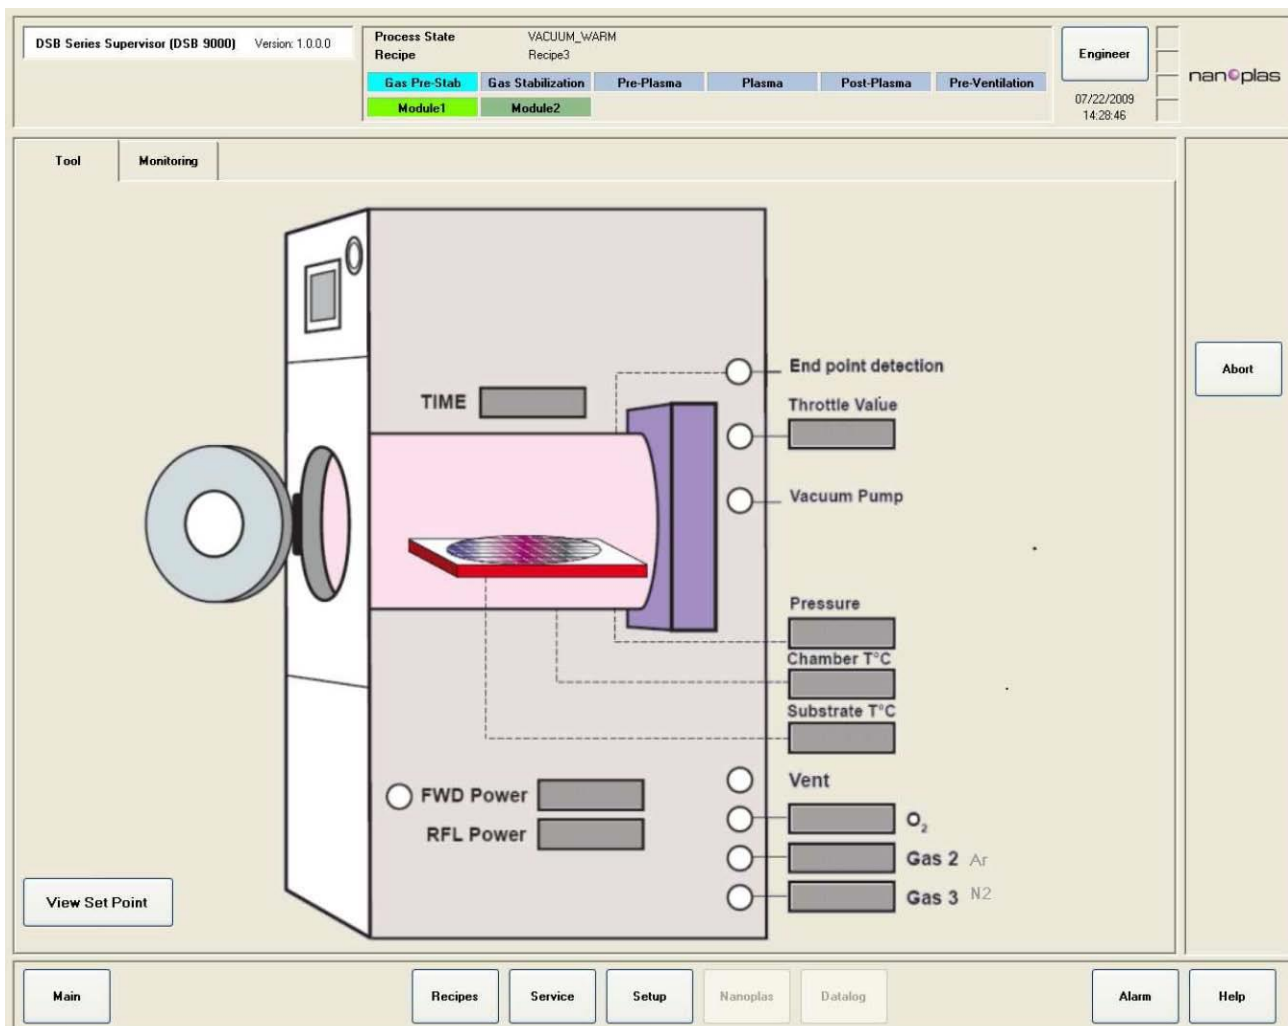 DSB Series Supervisor (DSB 9000) Version: 1.0.0.0
Process State VACUUM_WARM
Recipe Recipe3
Gas Pre-Stab Gas Stabilization Pre-Plasma Plasma Post-Plasma Pre-Ventilation
Module1 Module2
Engineer
07/22/2009
14:28:46
nanoplas
Tool Monitoring
End point detection
TIME
Throttle Value
Vacuum Pump
Pressure
Chamber T°C
Substrate T°C
Vent
FWD Power
RFL Power
O₂
Gas 2 Ar
Gas 3 N2
View Set Point
Abort
Main Recipes Service Setup Nanoplas Datalog Alarm Help